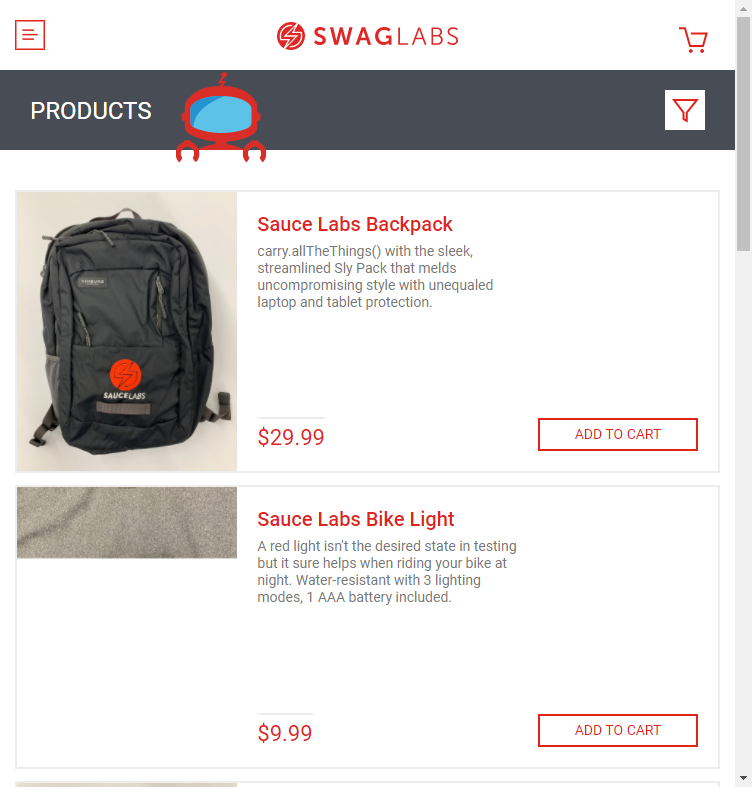 SWAGLABS
PRODUCTS
SAUCELABS
Sauce Labs Backpack
carry.allTheThings() with the sleek,
streamlined Sly Pack that melds
uncompromising style with unequaled
laptop and tablet protection.
$29.99
ADD TO CART
Sauce Labs Bike Light
A red light isn't the desired state in testing
but it sure helps when riding your bike at
night. Water-resistant with 3 lighting
modes, 1 AAA battery included.
$9.99
ADD TO CART